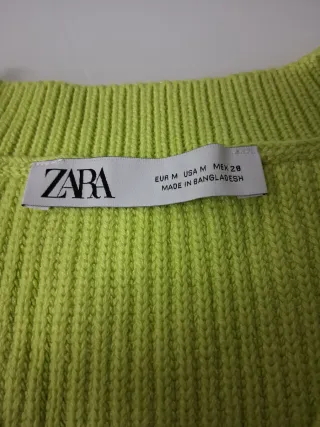 ZARA
EUR M USA M MEX 28
MADE IN BANGLADESH